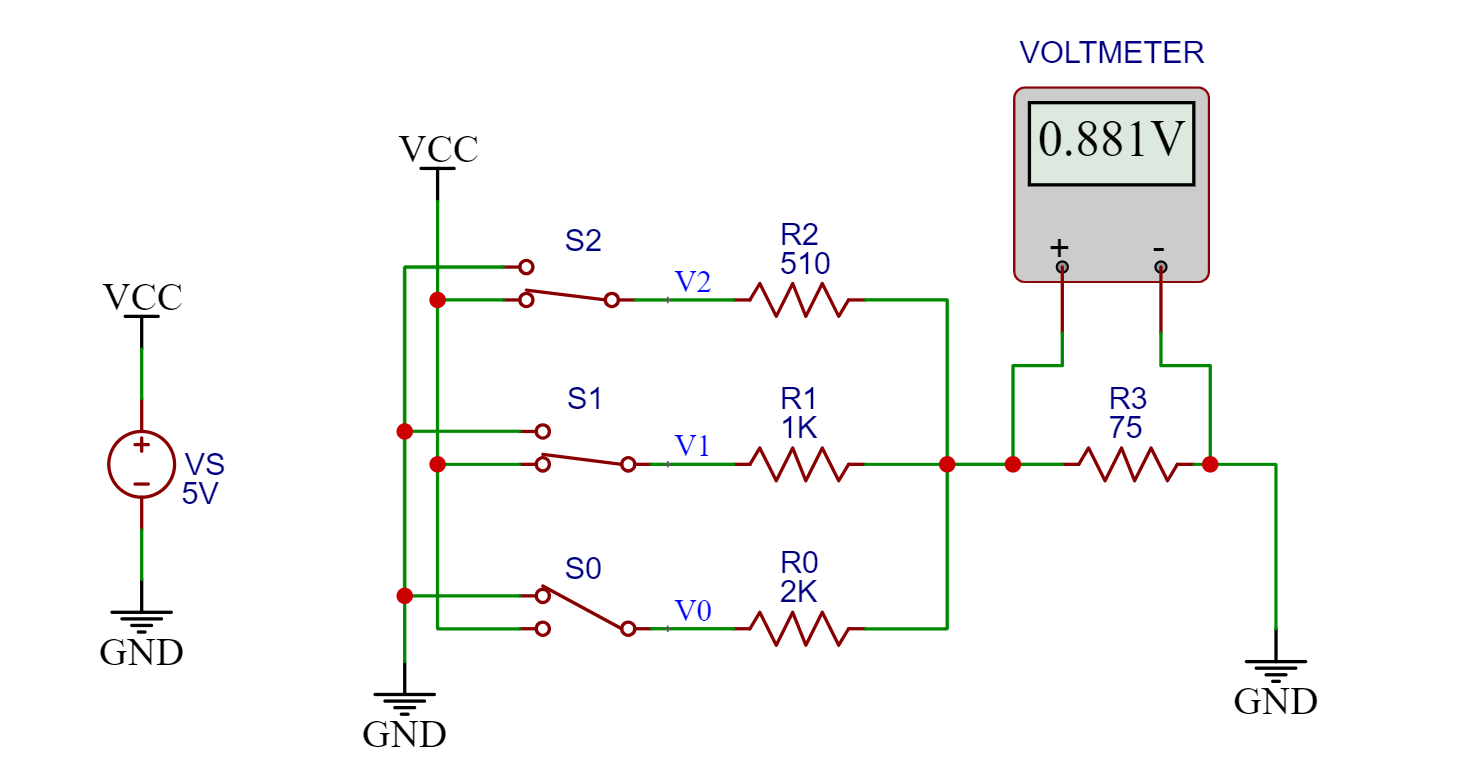 VOLTMETER
0.881V
+ -
VCC
S2
R2
510
V2
VCC
S1
R1
1K
V1
R3
75
+
-
VS
5V
S0
R0
2K
V0
GND
GND
GND